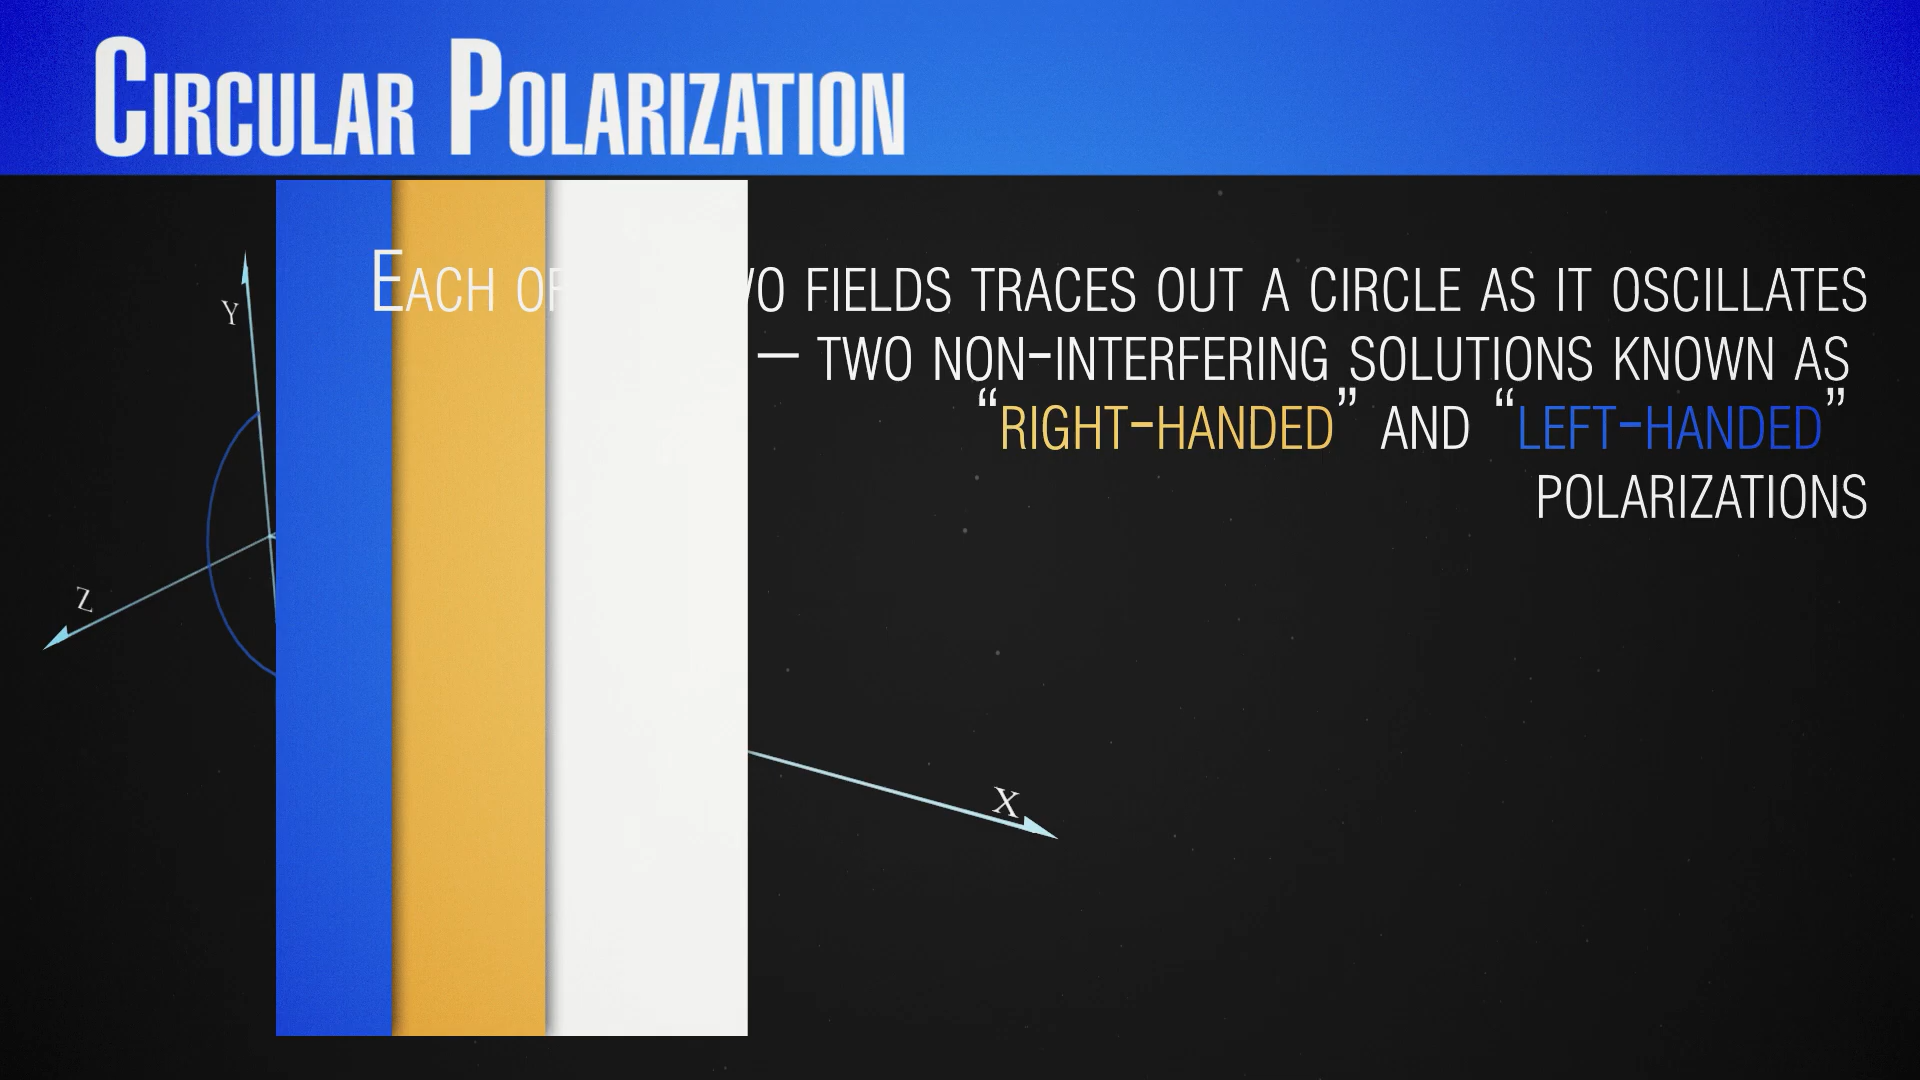 Circular Polarization
Each of wo fields traces out a circle as it oscillates
— two non-interfering solutions known as
“right-handed” and “left-handed”
polarizations
Y
Z
X